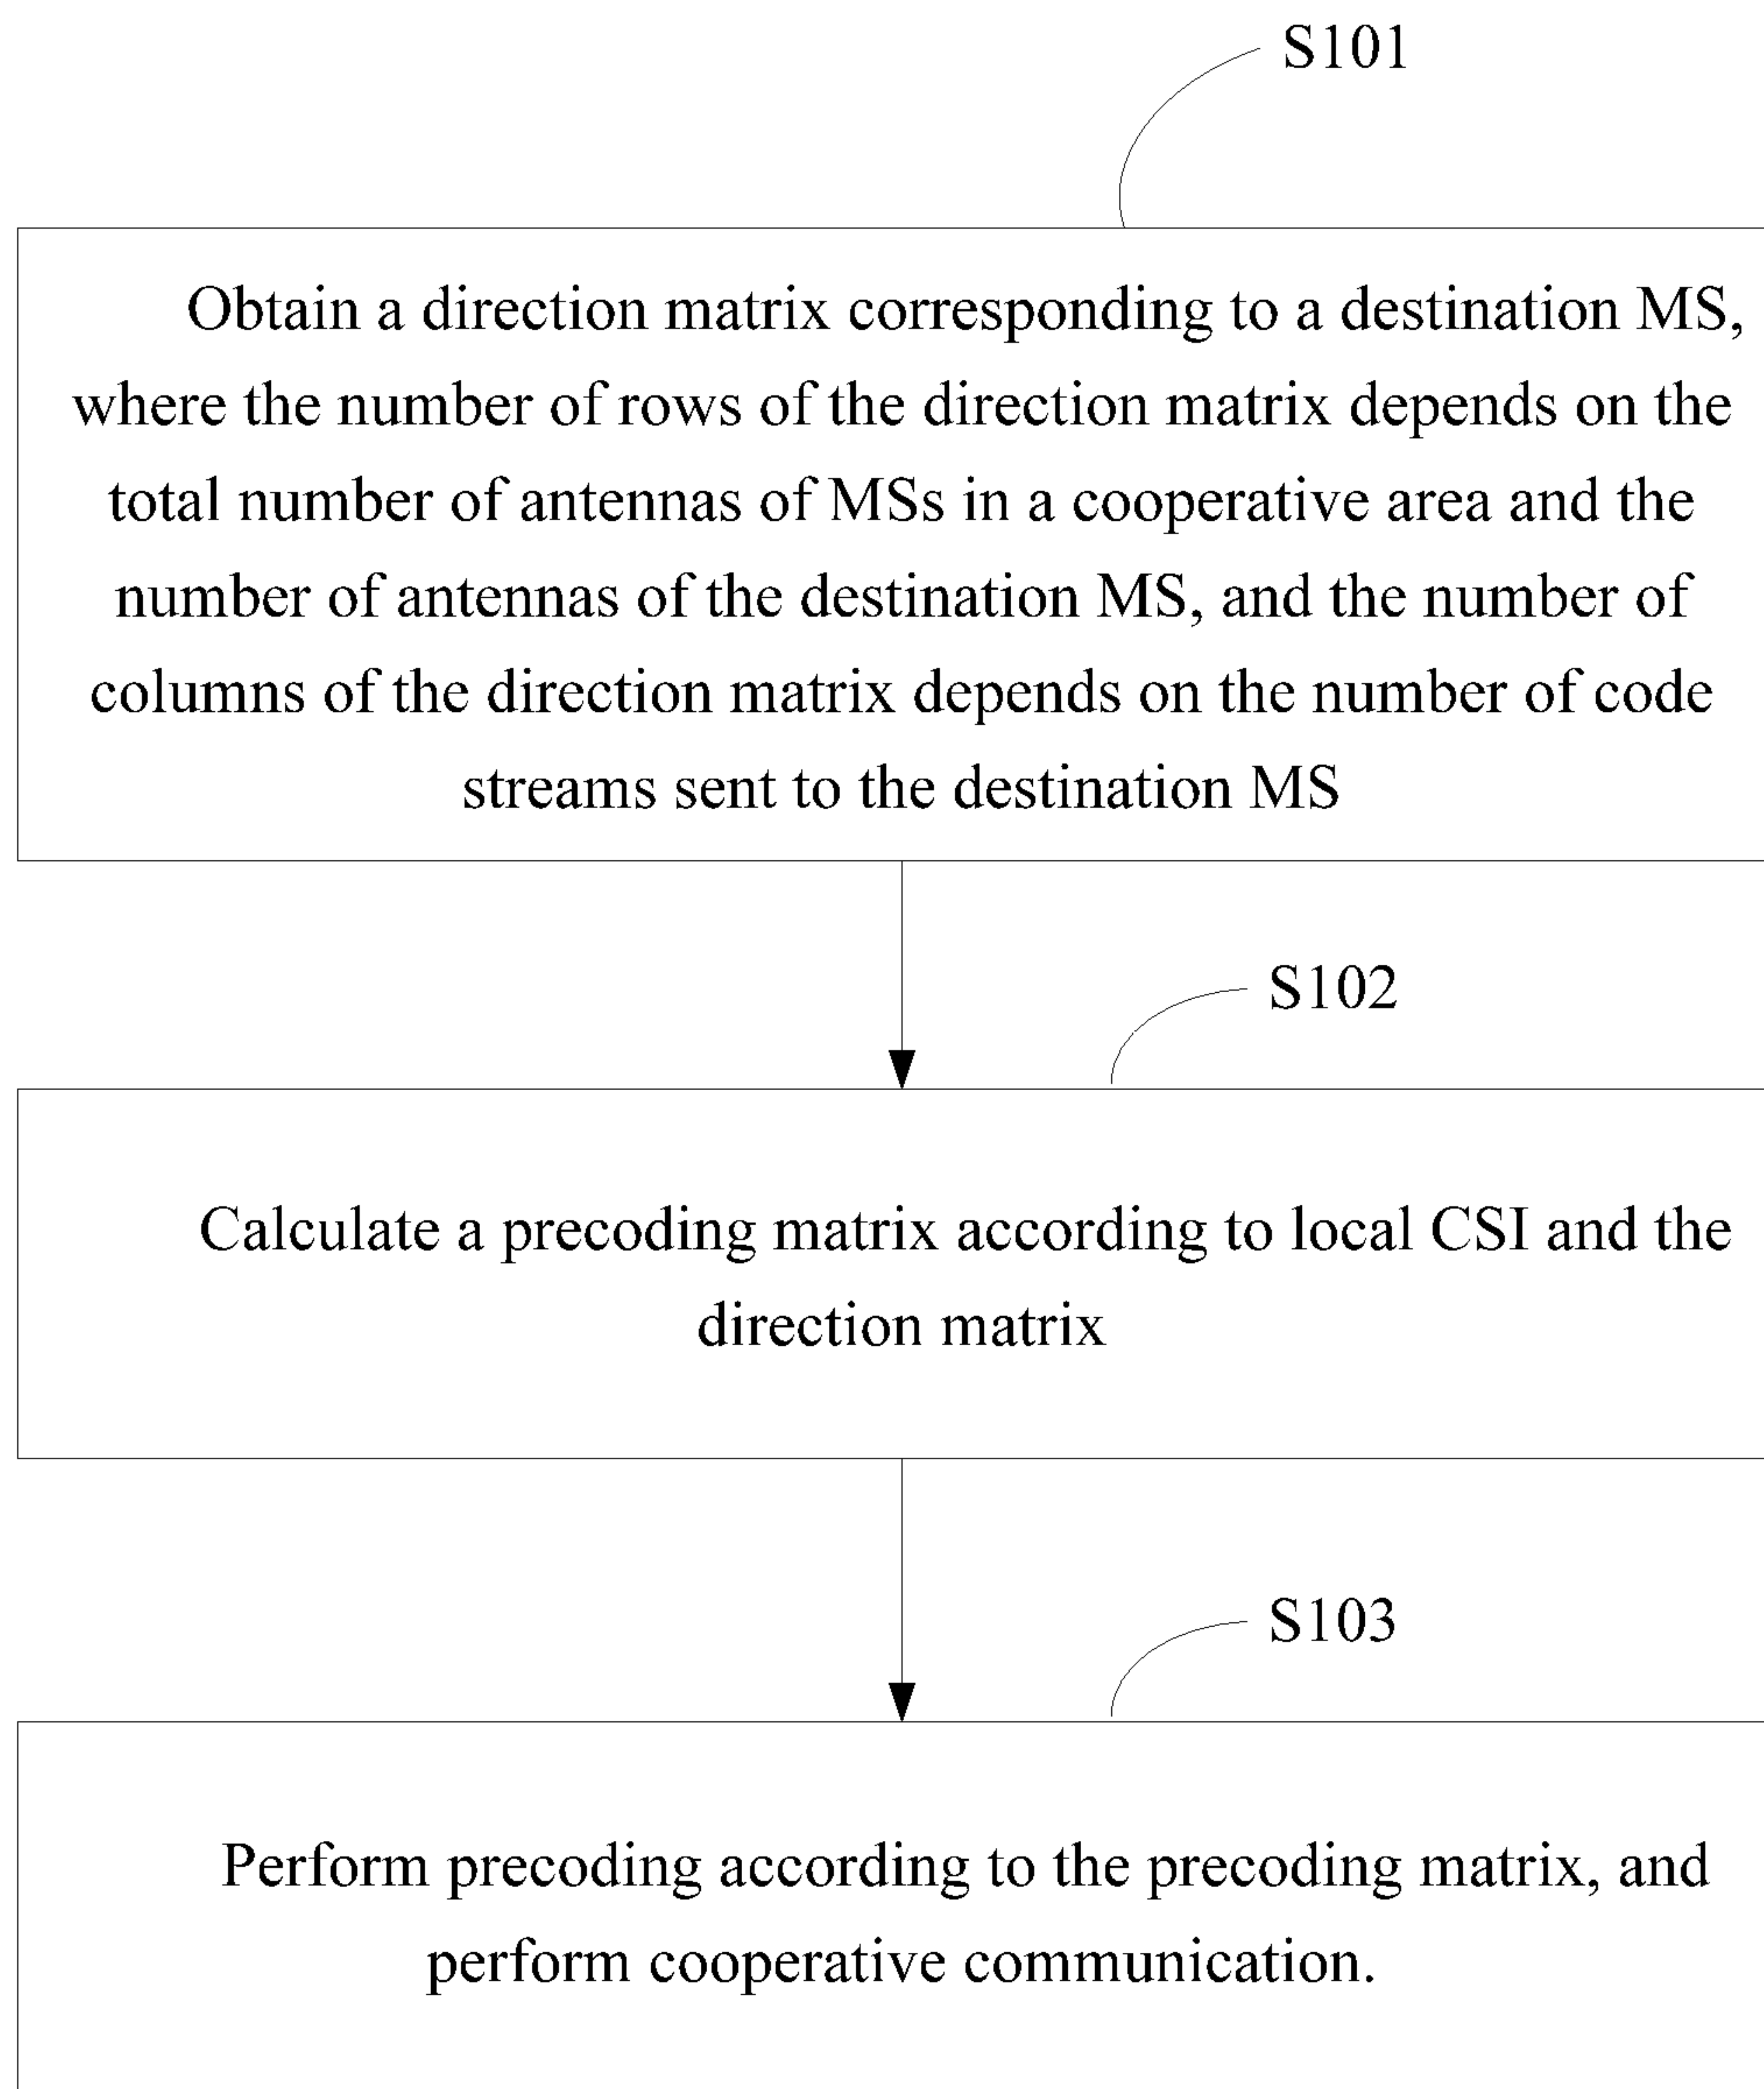 S101
Obtain a direction matrix corresponding to a destination MS,
where the number of rows of the direction matrix depends on the
total number of antennas of MSs in a cooperative area and the
number of antennas of the destination MS, and the number of
columns of the direction matrix depends on the number of code
streams sent to the destination MS
S102
Calculate a precoding matrix according to local CSI and the
direction matrix
S103
Perform precoding according to the precoding matrix, and
perform cooperative communication.